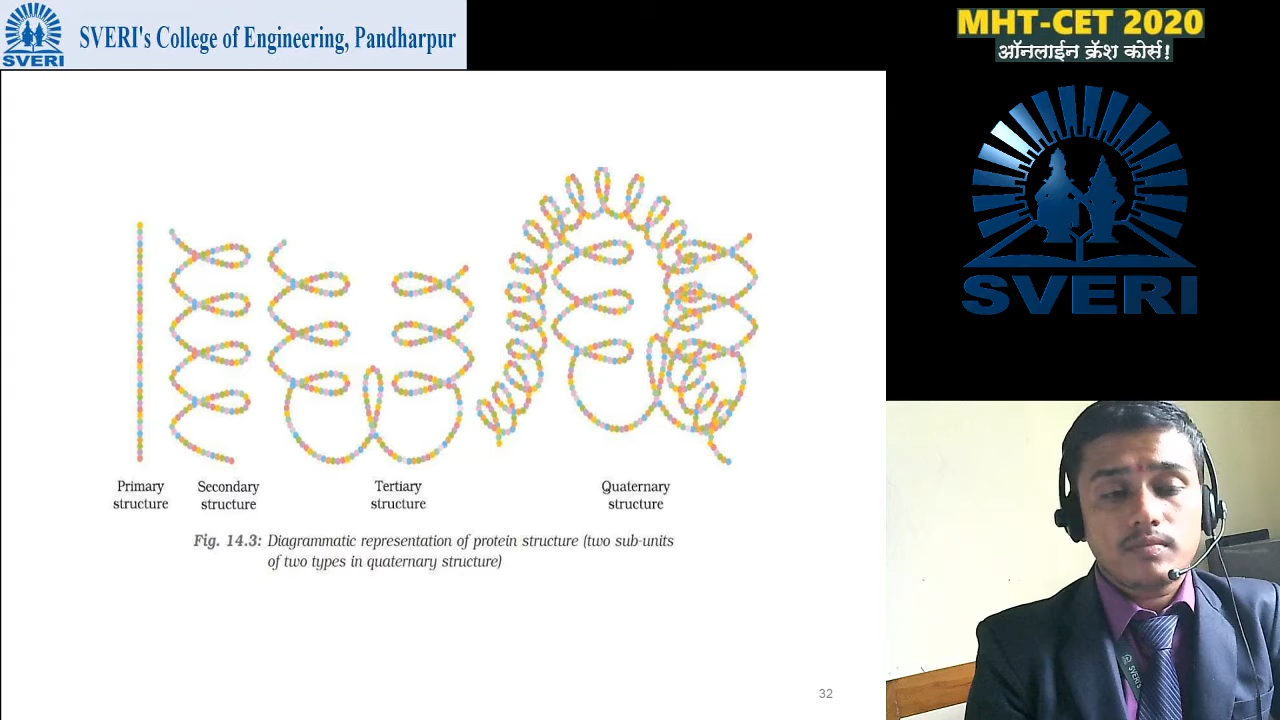 SVERI
SVERI's College of Engineering, Pandharpur
MHT-CET 2020
ऑनलाईन क्रॅश कोर्स!
SVERI
Primary structure
Secondary structure
Tertiary structure
Quaternary structure
Fig. 14.3: Diagrammatic representation of protein structure (two sub-units
of two types in quaternary structure)
32